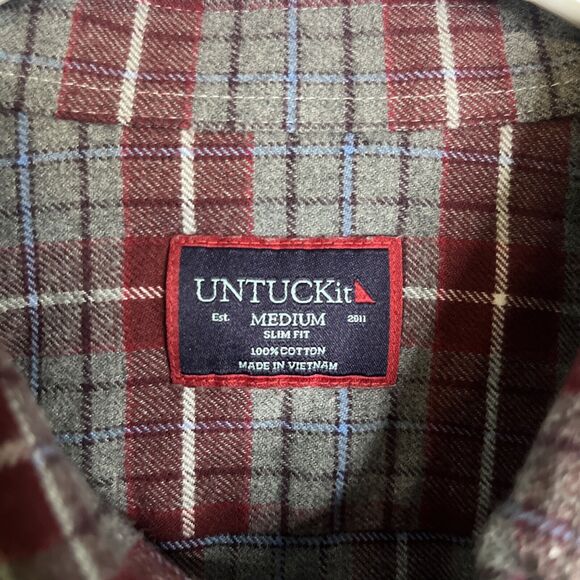 UNTUCKit
Est. MEDIUM 2011
SLIM FIT
100% COTTON
MADE IN VIETNAM